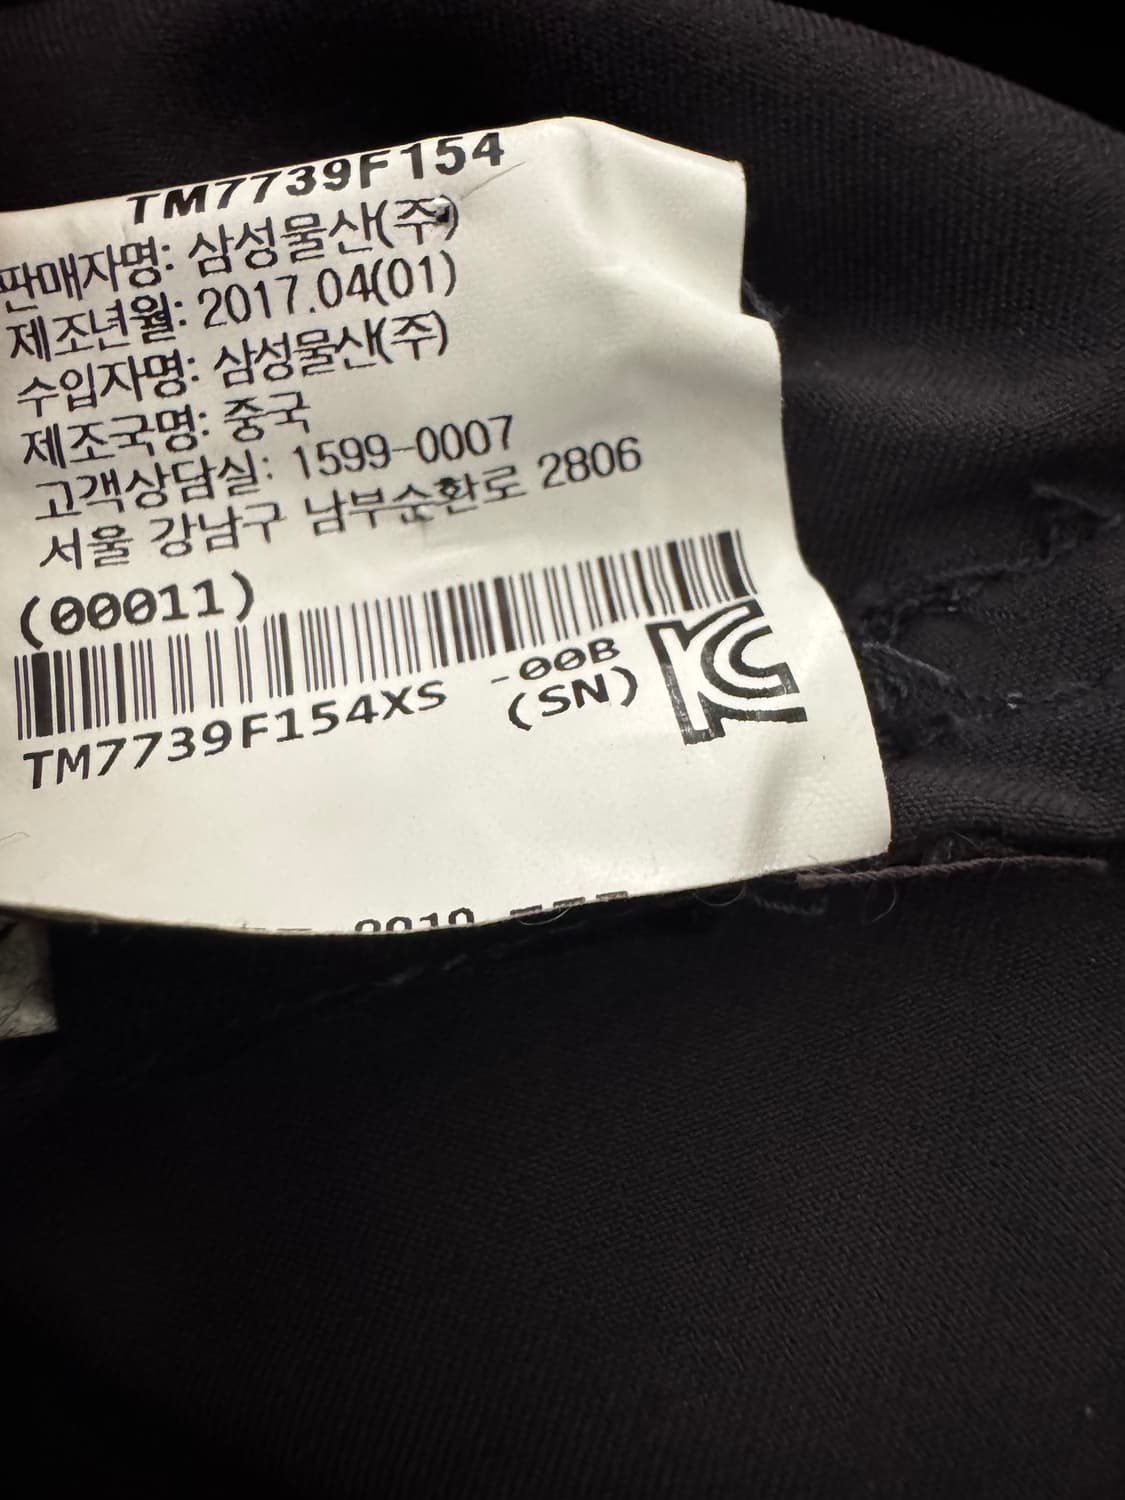 TM7739F154
판매자명: 삼성물산(주)
제조년월: 2017.04(01)
수입자명: 삼성물산(주)
제조국명: 중국
고객상담실: 1599-0007
서울 강남구 남부순환로 2806
(00011)
TM7739F154XS -00B
(SN)
KC